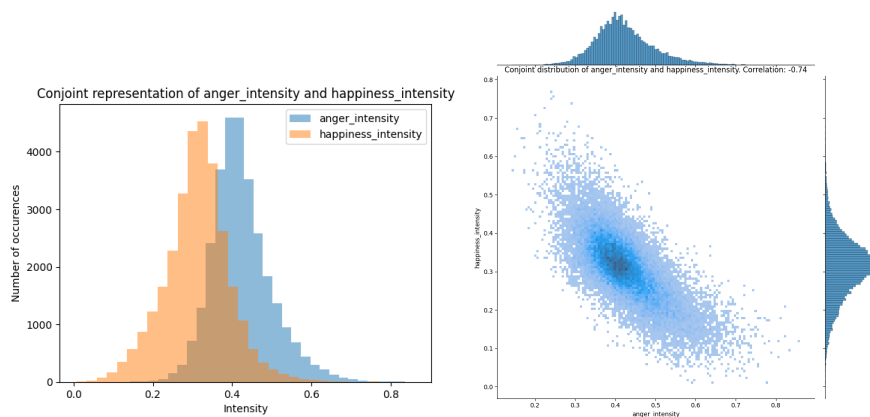 Conjoint representation of anger_intensity and happiness_intensity
anger_intensity
happiness_intensity
Number of occurences
4000
3000
2000
1000
0
0.0 0.2 0.4 0.6 0.8
Intensity
Conjoint distribution of anger_intensity and happiness_intensity. Correlation: -0.74
happiness_intensity
0.8
0.7
0.6
0.5
0.4
0.3
0.2
0.1
0.0
0.2 0.3 0.4 0.5 0.6 0.7 0.8
anger_intensity